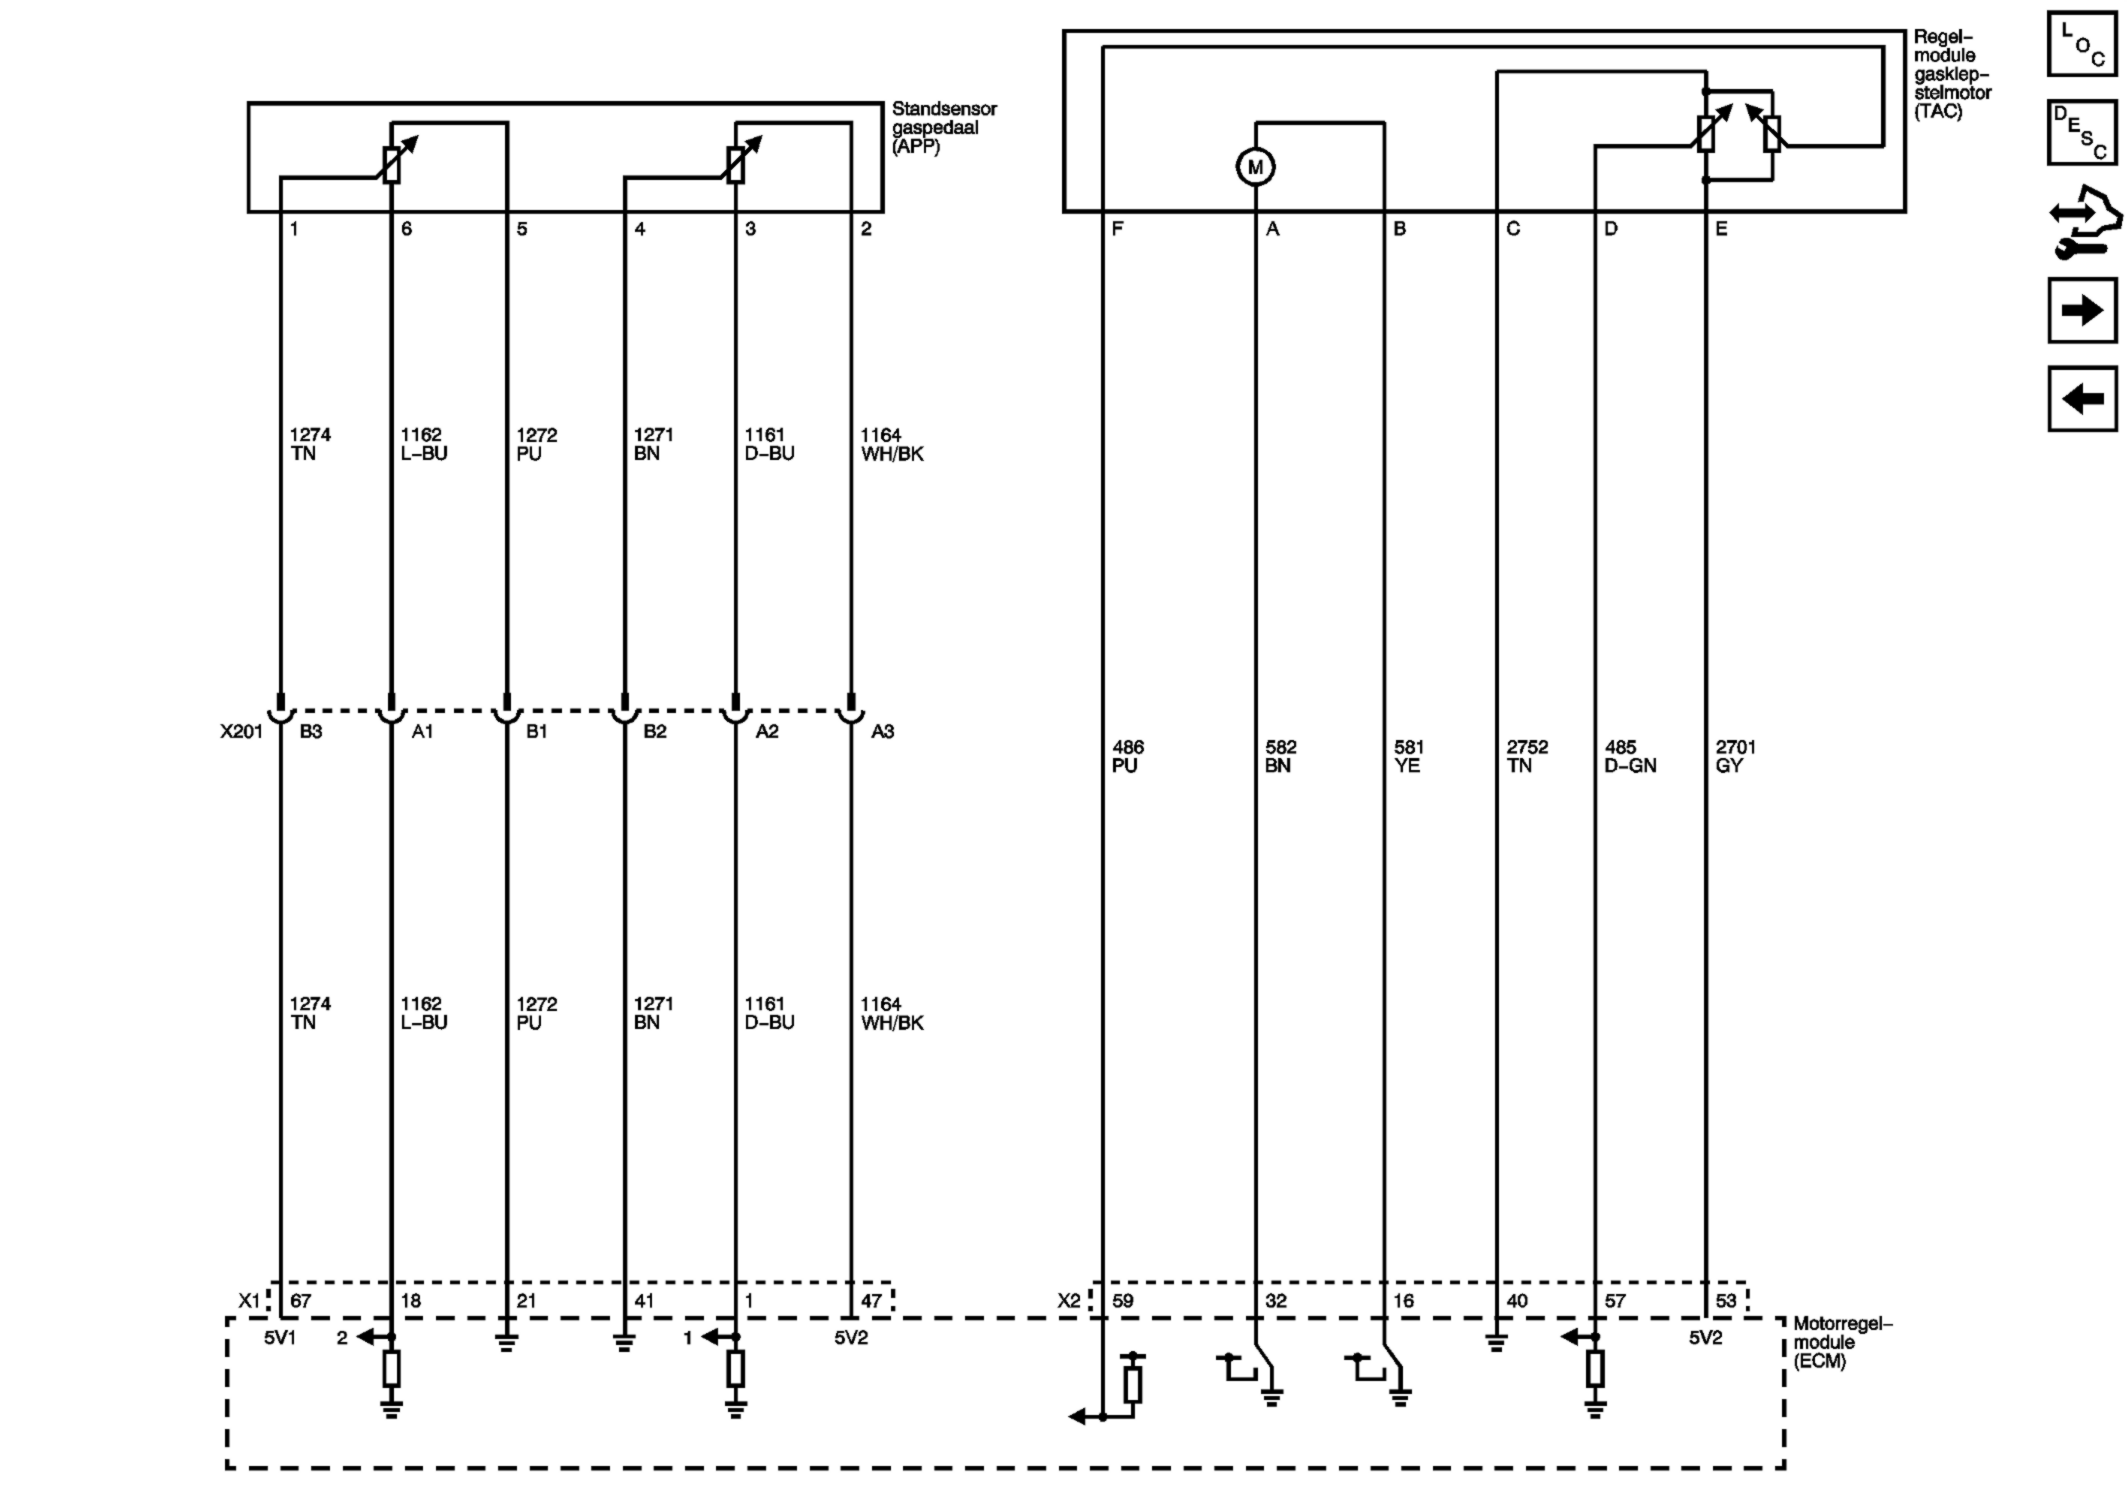 Regel-
module
gasklep-
stelmotor
(TAC)
L
O
C
Standsensor
gaspedaal
(APP)
D
E
S
C
M
1 6 5 4 3 2 F A B C D E
1274 1162 1272 1271 1161 1164
TN L-BU PU BN D-BU WH/BK
X201 B3 A1 B1 B2 A2 A3
486 582 581 2752 485 2701
PU BN YE TN D-GN GY
1274 1162 1272 1271 1161 1164
TN L-BU PU BN D-BU WH/BK
X1 67 18 21 41 1 47 X2 59 32 16 40 57 53
5V1 2 1 5V2 5V2
Motorregel-
module
(ECM)